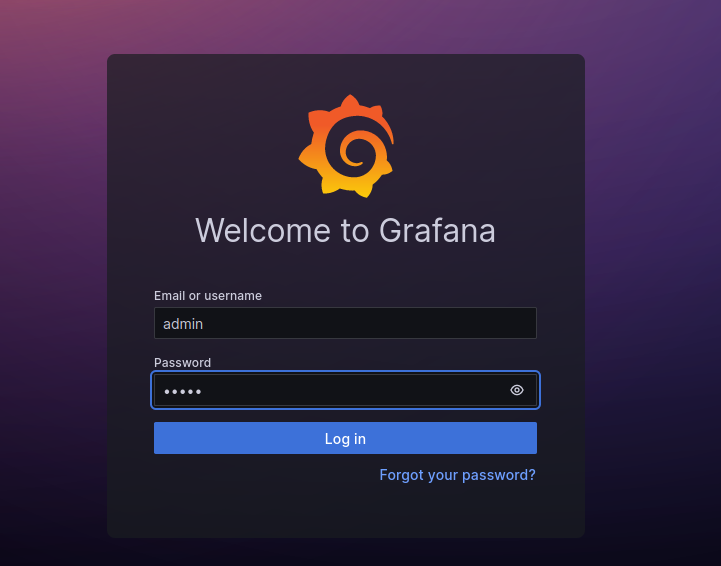 Welcome to Grafana
Email or username
admin
Password
•••••
Log in
Forgot your password?